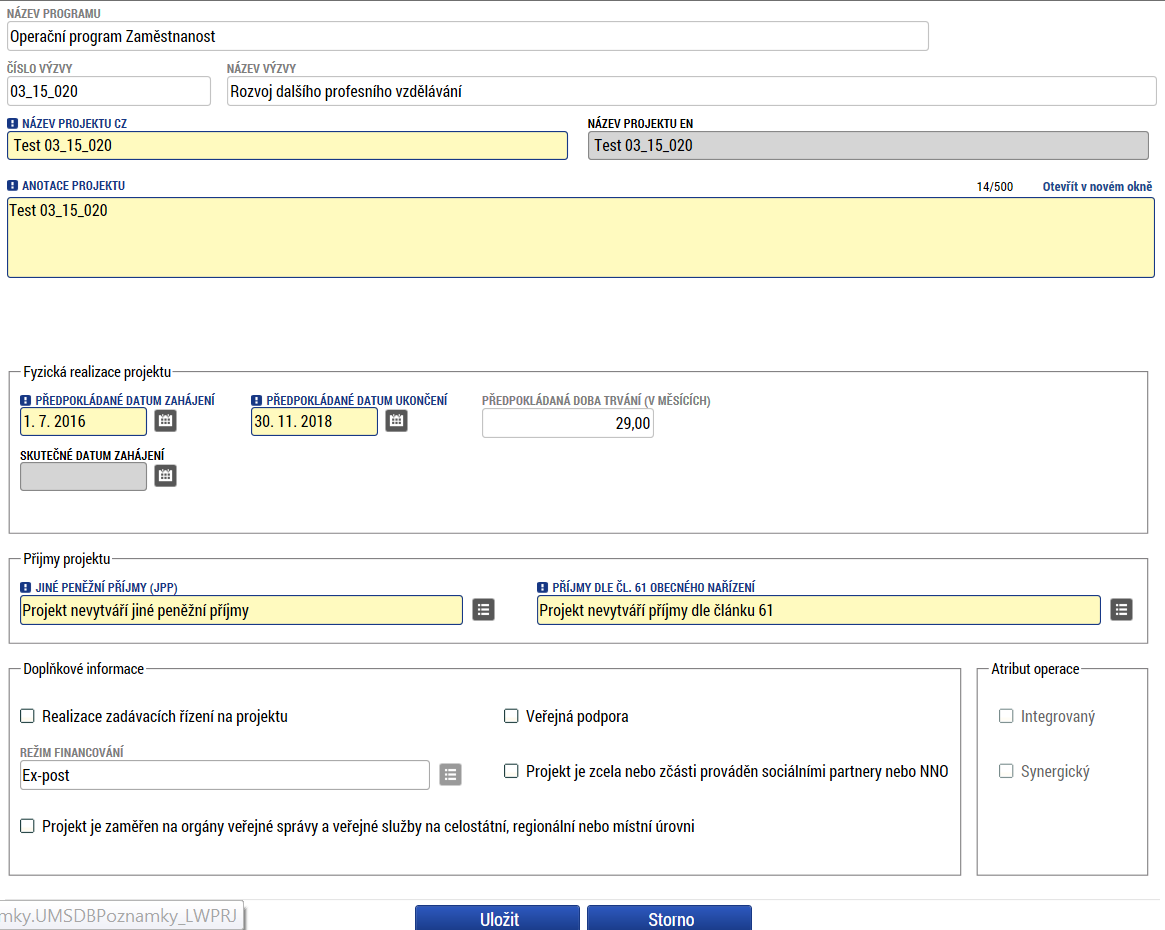 NÁZEV PROGRAMU
Operační program Zaměstnanost
ČÍSLO VÝZVY NÁZEV VÝZVY
03_15_020 Rozvoj dalšího profesního vzdělávání
NÁZEV PROJEKTU CZ NÁZEV PROJEKTU EN
Test 03_15_020 Test 03_15_020
ANOTACE PROJEKTU 14/500 Otevřít v novém okně
Test 03_15_020
Fyzická realizace projektu
PŘEDPOKLÁDANÉ DATUM ZAHÁJENÍ PŘEDPOKLÁDANÉ DATUM UKONČENÍ PŘEDPOKLÁDANÁ DOBA TRVÁNÍ (V MĚSÍCÍCH)
1. 7. 2016 30. 11. 2018 29,00
SKUTEČNÉ DATUM ZAHÁJENÍ
Příjmy projektu
JINÉ PENĚŽNÍ PŘÍJMY (JPP) PŘÍJMY DLE ČL. 61 OBECNÉHO NAŘÍZENÍ
Projekt nevytváří jiné peněžní příjmy Projekt nevytváří příjmy dle článku 61
Doplňkové informace Atribut operace
Realizace zadávacích řízení na projektu Veřejná podpora Integrovaný
REŽIM FINANCOVÁNÍ
Ex-post Projekt je zcela nebo zčásti prováděn sociálními partnery nebo NNO Synergický
Projekt je zaměřen na orgány veřejné správy a veřejné služby na celostátní, regionální nebo místní úrovni
mky.UMSDBPoznamky_LWPRJ Uložit Storno